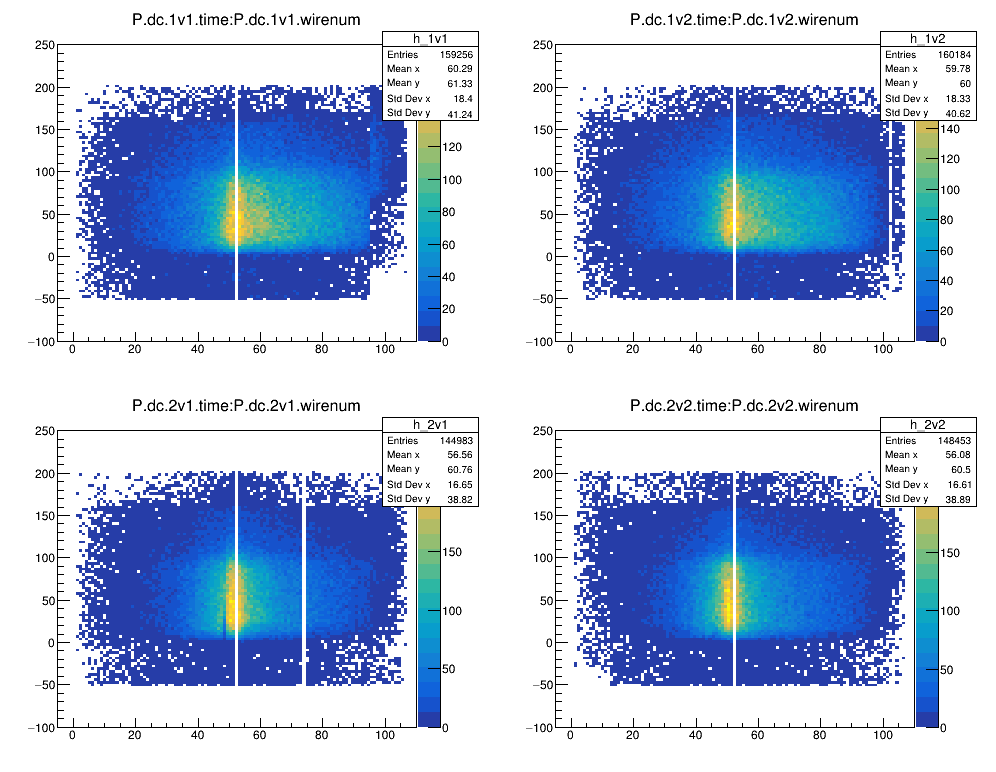 P.dc.1v1.time:P.dc.1v1.wirenum
h_1v1
Entries 159256
Mean x 60.29
Mean y 61.33
Std Dev x 18.4
Std Dev y 41.24
250
200
150
100
50
0
−50
−100
0 20 40 60 80 100
120
100
80
60
40
20
0
P.dc.1v2.time:P.dc.1v2.wirenum
h_1v2
Entries 160184
Mean x 59.78
Mean y 60
Std Dev x 18.33
Std Dev y 40.62
250
200
150
100
50
0
−50
−100
0 20 40 60 80 100
140
120
100
80
60
40
20
0
P.dc.2v1.time:P.dc.2v1.wirenum
h_2v1
Entries 144983
Mean x 56.56
Mean y 60.76
Std Dev x 16.65
Std Dev y 38.82
250
200
150
100
50
0
−50
−100
0 20 40 60 80 100
150
100
50
0
P.dc.2v2.time:P.dc.2v2.wirenum
h_2v2
Entries 148453
Mean x 56.08
Mean y 60.5
Std Dev x 16.61
Std Dev y 38.89
250
200
150
100
50
0
−50
−100
0 20 40 60 80 100
150
100
50
0